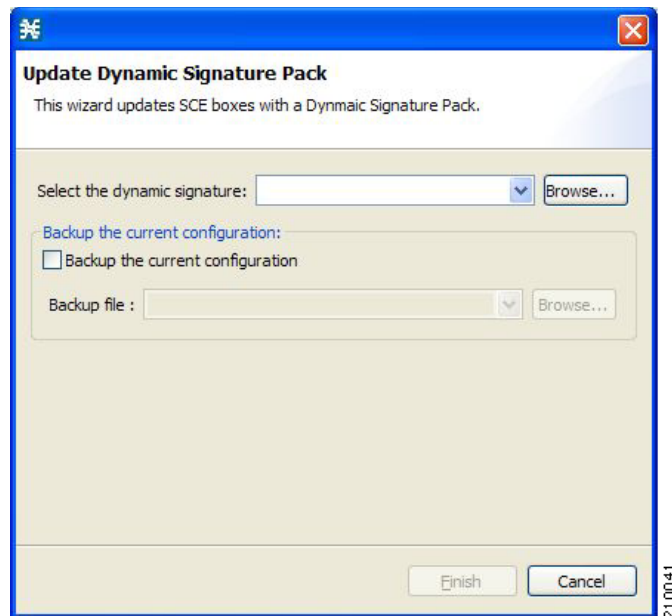 Update Dynamic Signature Pack
This wizard updates SCE boxes with a Dynmaic Signature Pack.
Select the dynamic signature:
Browse...
Backup the current configuration:
Backup the current configuration
Backup file :
Browse...
Finish
Cancel
210041